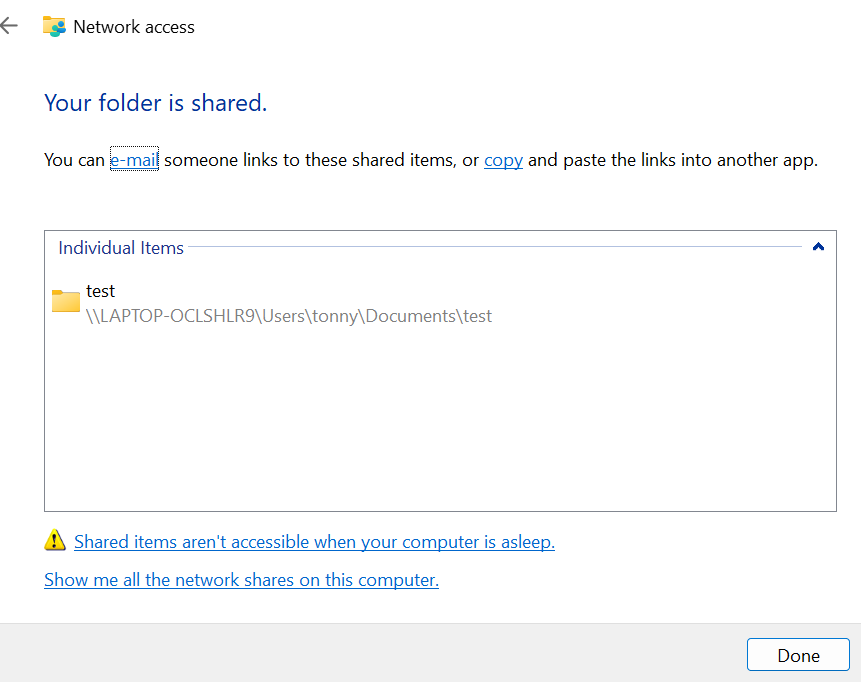 Network access
Your folder is shared.
You can e-mail someone links to these shared items, or copy and paste the links into another app.
Individual Items
test
\\LAPTOP-OCLSHLR9\Users\tonny\Documents\test
Shared items aren't accessible when your computer is asleep.
Show me all the network shares on this computer.
Done